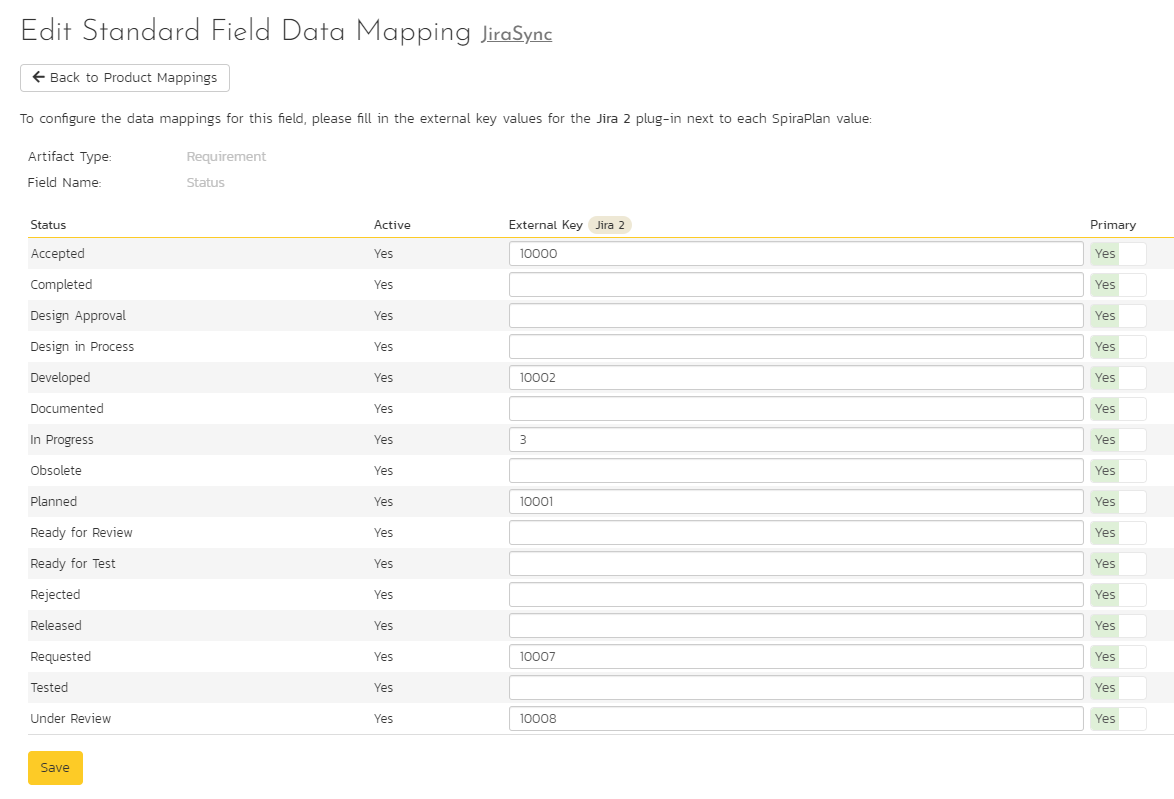 Edit Standard Field Data Mapping JiraSync
Back to Product Mappings
To configure the data mappings for this field, please fill in the external key values for the Jira 2 plug-in next to each SpiraPlan value:
Artifact Type: Requirement
Field Name: Status
Status Active External Key Jira 2 Primary
Accepted Yes 10000 Yes
Completed Yes Yes
Design Approval Yes Yes
Design in Process Yes Yes
Developed Yes 10002 Yes
Documented Yes Yes
In Progress Yes 3 Yes
Obsolete Yes Yes
Planned Yes 10001 Yes
Ready for Review Yes Yes
Ready for Test Yes Yes
Rejected Yes Yes
Released Yes Yes
Requested Yes 10007 Yes
Tested Yes Yes
Under Review Yes 10008 Yes
Save